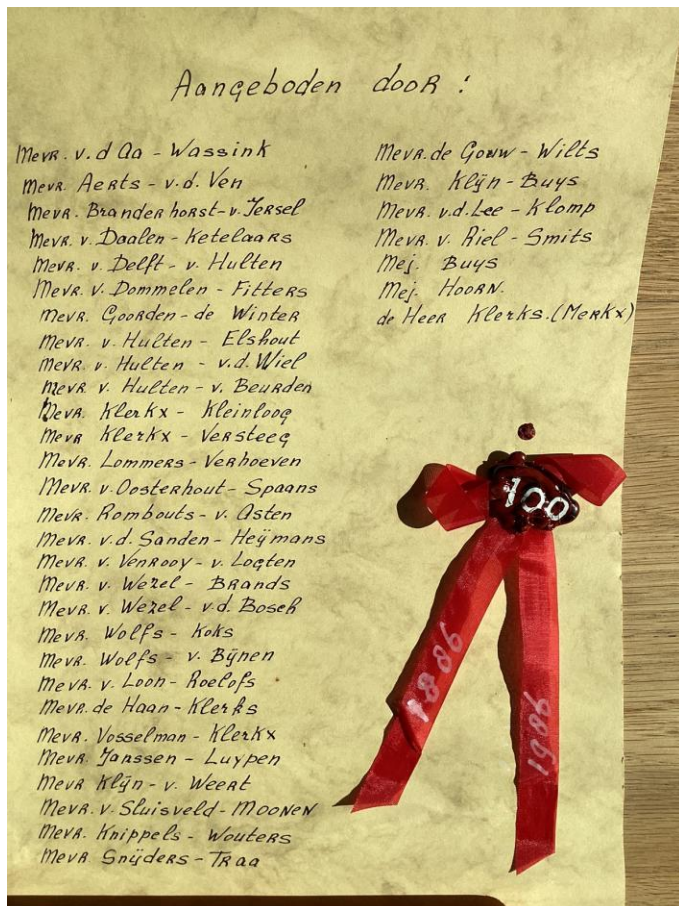 Aangeboden door :
Mevr. v.d Aa - Wassink
Mevr. Aerts - v.d. Ven
Mevr. Branderhorst - v. Iersel
Mevr. v. Daalen - Ketelaars
Mevr. v. Delft - v. Hulten
Mevr. v. Dommelen - Fitters
Mevr. Goorden - de Winter
Mevr. v. Hulten - Elshout
Mevr. v. Hulten - v.d. Wiel
Mevr. v. Hulten - v. Beurden
Mevr. Klerkx - Kleinloog
Mevr Klerkx - Versteeg
Mevr. Lommers - Verhoeven
Mevr. v. Oosterhout - Spaans
Mevr. Rombouts - v. Asten
Mevr. v.d. Sanden - Heÿmans
Mevr. v. Venrooy - v. Logten
Mevr. v. Wezel - Brands
Mevr. v. Wezel - v.d. Bosch
Mevr. Wolfs - Koks
Mevr. Wolfs - v. Bÿnen
Mevr. v. Loon - Roelofs
Mevr. de Haan - Klerks
Mevr. Vosselman - Klerkx
Mevr. Janssen - Luypen
Mevr Klÿn - v. Weert
Mevr. v. Sluisveld - Moonen
Mevr. Knippels - Wouters
Mevr Snÿders - Traa
Mevr. de Gouw - Wilts
Mevr. Klÿn - Buys
Mevr. v.d. Lee - Klomp
Mevr. v. Riel - Smits
Mej. Buys
Mej. Hoorn.
de Heer Klerks. (Merkx)
100
1886
1986